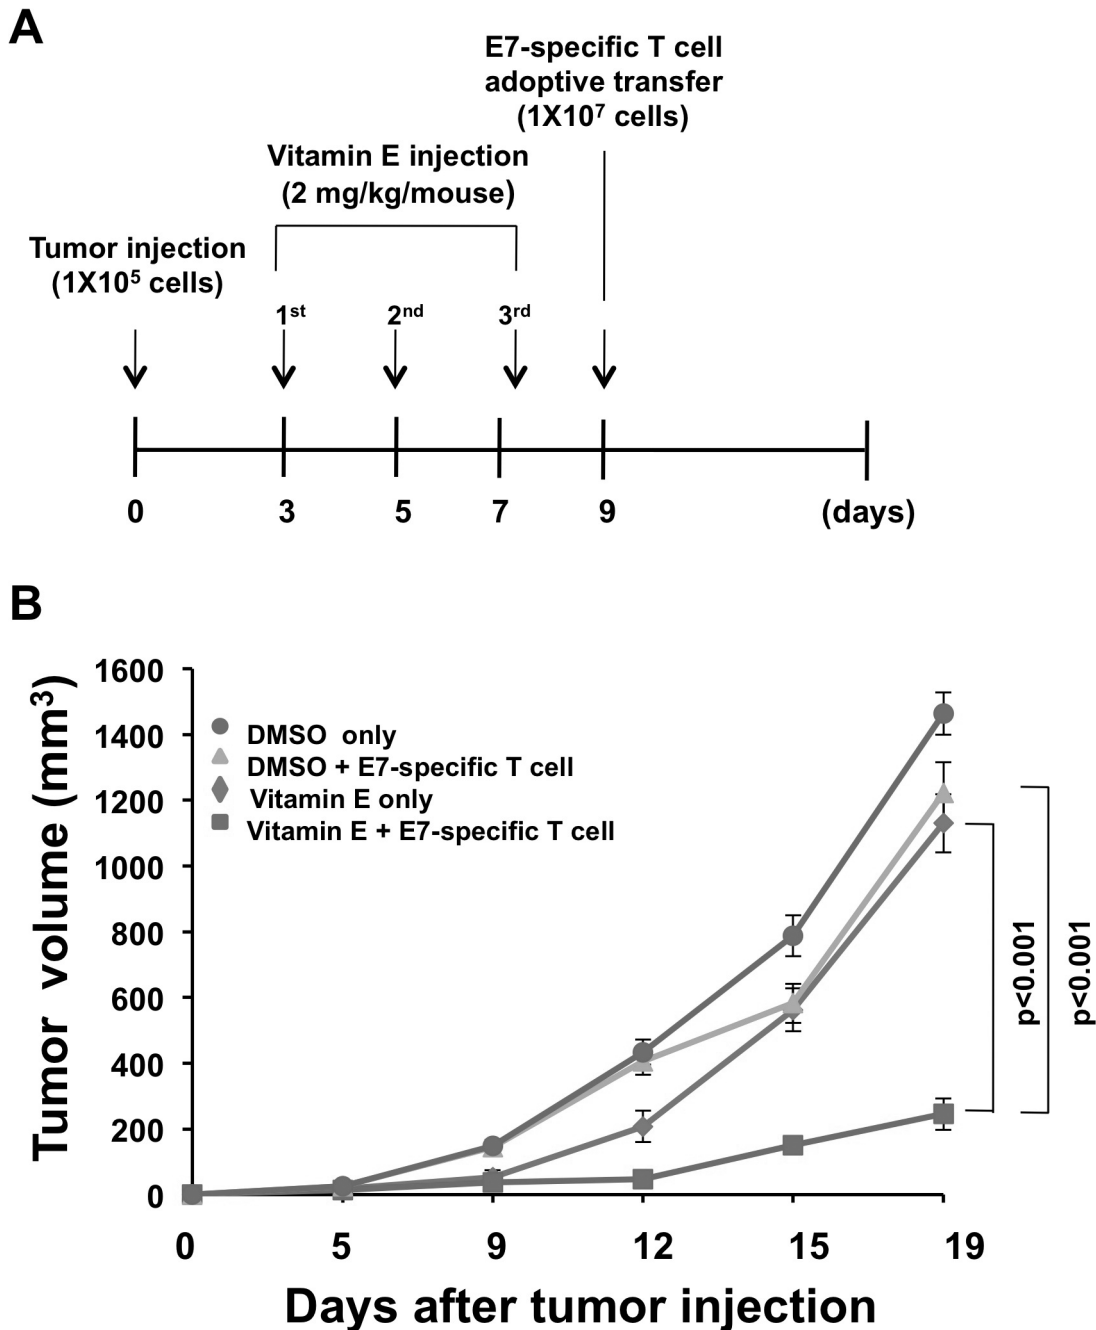 A
E7-specific T cell
adoptive transfer
(1X10⁷ cells)
Vitamin E injection
(2 mg/kg/mouse)
Tumor injection
(1X10⁵ cells)
1st 2nd 3rd
0 3 5 7 9 (days)
B
Tumor volume (mm³)
1600
1400
1200
1000
800
600
400
200
0
DMSO only
DMSO + E7-specific T cell
Vitamin E only
Vitamin E + E7-specific T cell
p<0.001
p<0.001
0 5 9 12 15 19
Days after tumor injection